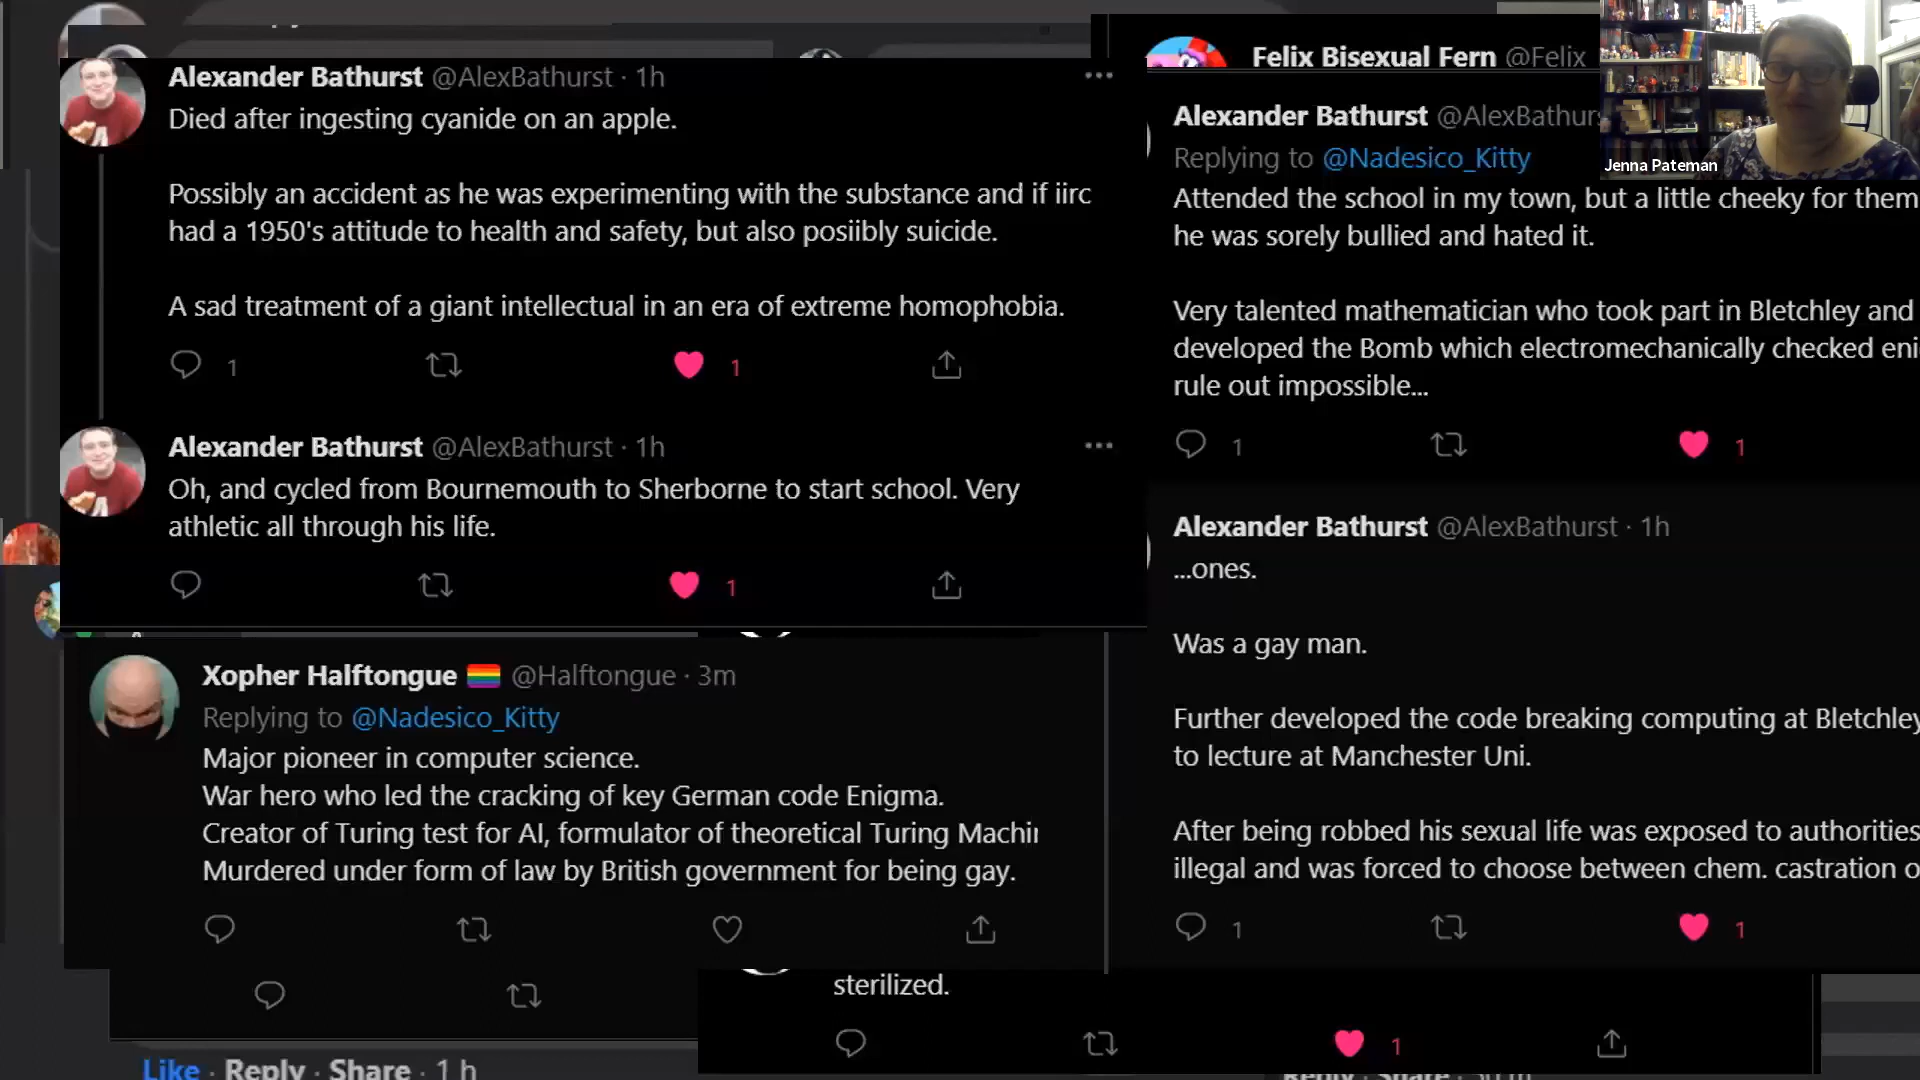 Alexander Bathurst @AlexBathurst · 1h
Died after ingesting cyanide on an apple.
Possibly an accident as he was experimenting with the substance and if iirc
had a 1950's attitude to health and safety, but also posiibly suicide.
A sad treatment of a giant intellectual in an era of extreme homophobia.
1
1
Alexander Bathurst @AlexBathurst · 1h
Oh, and cycled from Bournemouth to Sherborne to start school. Very
athletic all through his life.
1
Xopher Halftongue @Halftongue · 3m
Replying to @Nadesico_Kitty
Major pioneer in computer science.
War hero who led the cracking of key German code Enigma.
Creator of Turing test for AI, formulator of theoretical Turing Machin
Murdered under form of law by British government for being gay.
Like · Reply · Share · 1 h
Felix Bisexual Fern @Felix
Alexander Bathurst @AlexBathurs
Replying to @Nadesico_Kitty
Attended the school in my town, but a little cheeky for them
he was sorely bullied and hated it.
Very talented mathematician who took part in Bletchley and
developed the Bomb which electromechanically checked eni
rule out impossible...
1
1
Alexander Bathurst @AlexBathurst · 1h
...ones.
Was a gay man.
Further developed the code breaking computing at Bletchley
to lecture at Manchester Uni.
After being robbed his sexual life was exposed to authorities
illegal and was forced to choose between chem. castration o
1
1
sterilized.
1
Jenna Pateman